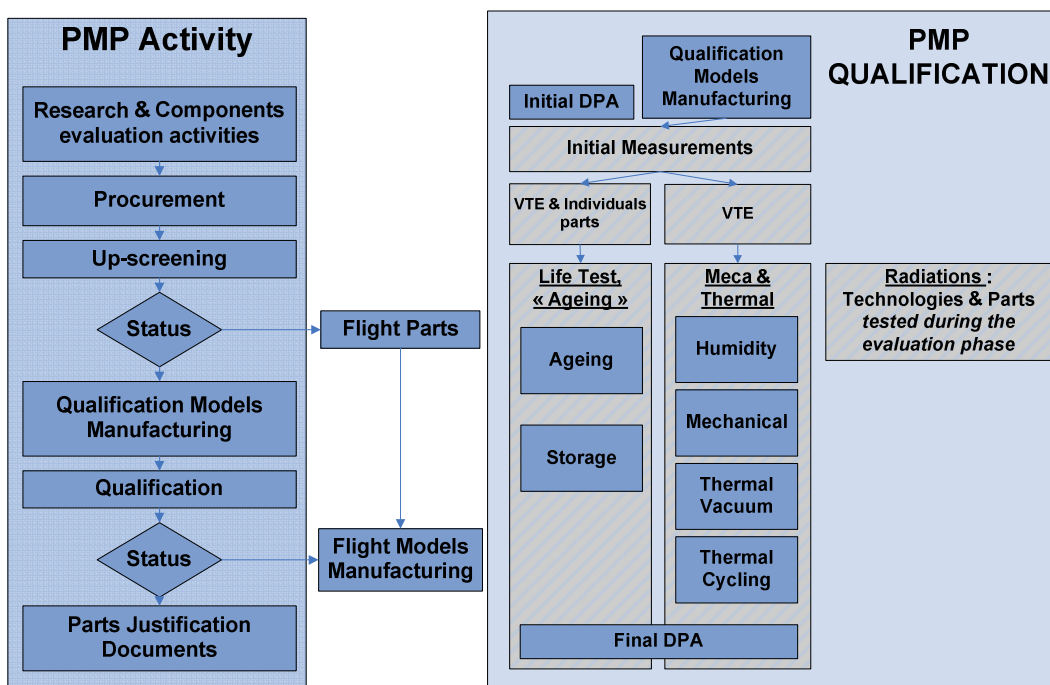 PMP Activity
Research & Components
evaluation activities
Procurement
Up-screening
Status
Qualification Models
Manufacturing
Qualification
Status
Parts Justification
Documents
Flight Parts
Flight Models
Manufacturing
PMP
QUALIFICATION
Qualification
Models
Manufacturing
Initial DPA
Initial Measurements
VTE & Individuals
parts
VTE
Life Test,
« Ageing »
Ageing
Storage
Meca &
Thermal
Humidity
Mechanical
Thermal
Vacuum
Thermal
Cycling
Final DPA
Radiations :
Technologies & Parts
tested during the
evaluation phase